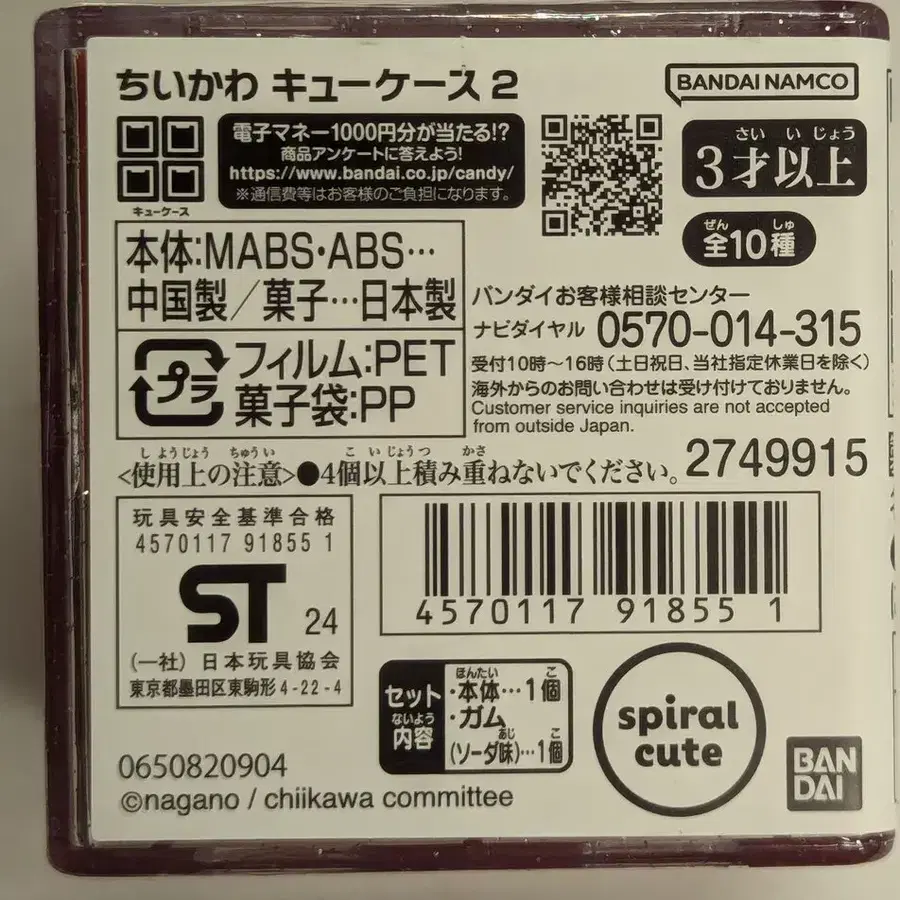 ちいかわ キューケース2
BANDAI NAMCO
キューケース
電子マネー1000円分が当たる!?
商品アンケートに答えよう!
https://www.bandai.co.jp/candy/
※通信費等はお客様のご負担になります。
さい い じょう
3才以上
ぜん しゅ
全10種
本体:MABS・ABS…
中国製/菓子…日本製
プラ
フィルム:PET
菓子袋:PP
バンダイお客様相談センター
ナビダイヤル 0570-014-315
受付10時〜16時(土日祝日、当社指定休業日を除く)
海外からのお問い合わせは受け付けておりません。
Customer service inquiries are not accepted
from outside Japan.
しようじょう ちゅうい こ いじょうつ かさ
<使用上の注意>●4個以上積み重ねないでください。
2749915
玩具安全基準合格
4570117 91855 1
ST 24
(一社)日本玩具協会
東京都墨田区東駒形4-22-4
4570117 91855 1
セット
ないよう
内容
ほんたい こ
・本体…1個
・ガム
あじ こ
(ソーダ味)…1個
spiral
cute
BAN
DAI
0650820904
©nagano / chiikawa committee